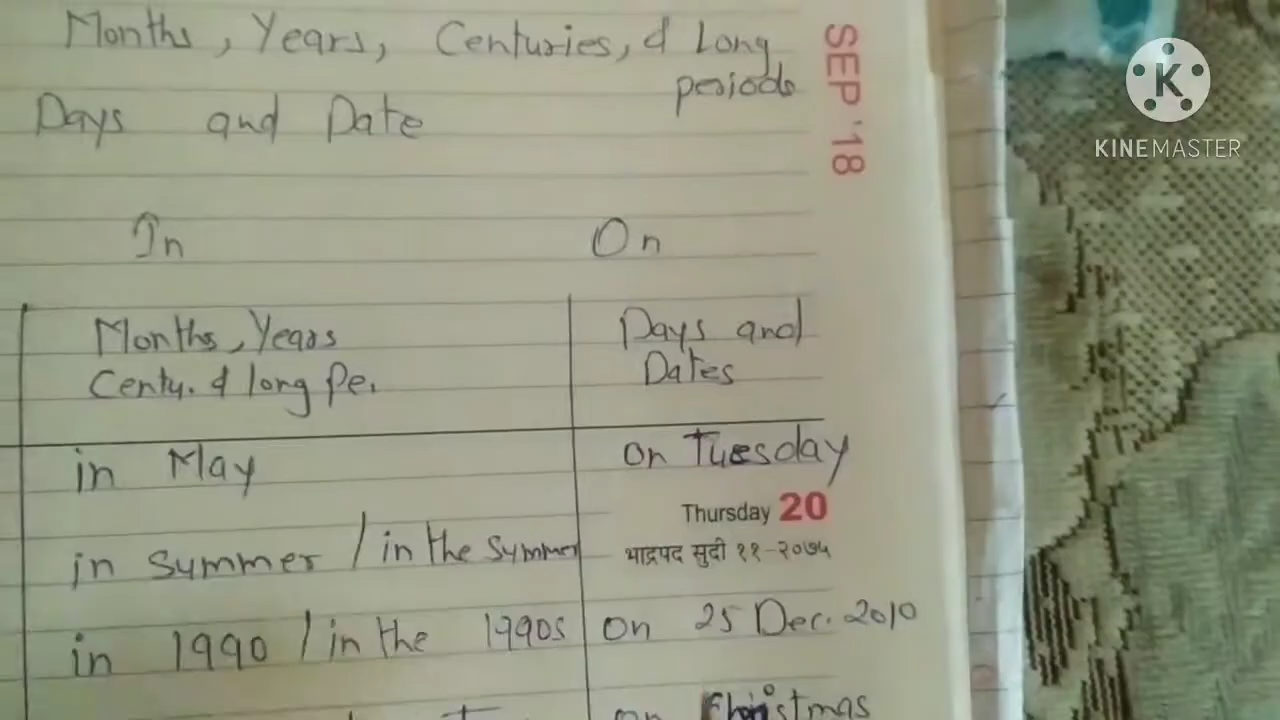 Months, Years, Centuries, & Long
periods
Days and Date
SEP '18
K
KINEMASTER
In On
Months, Years Days and
Centy. & long Pe. Dates
in May on Tuesday
Thursday 20
भाद्रपद सुदी ११-२०७५
in summer / in the summer
in 1990 / in the 1990s on 25 Dec. 2010
on Christmas